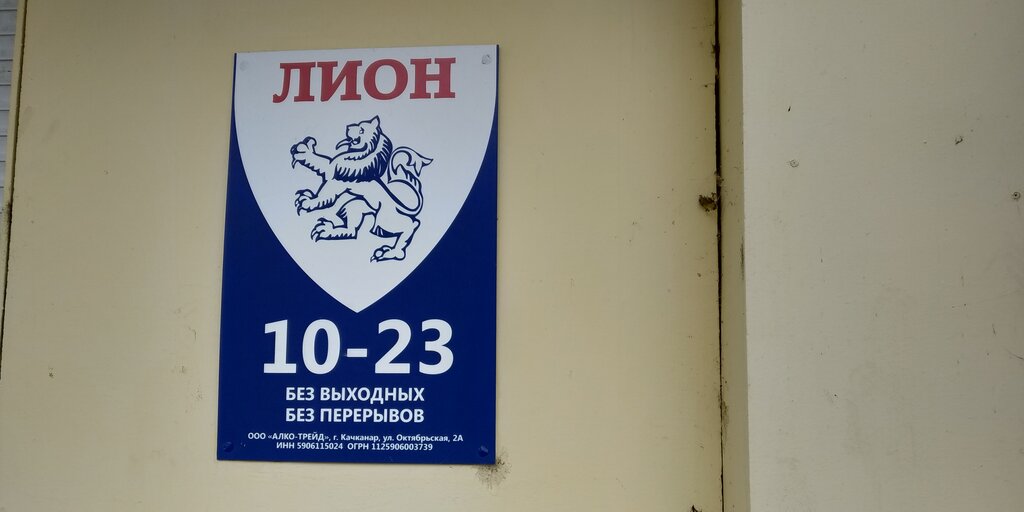 ЛИОН
10-23
БЕЗ ВЫХОДНЫХ
БЕЗ ПЕРЕРЫВОВ
ООО «АЛКО-ТРЕЙД», г. Качканар, ул. Октябрьская, 2А
ИНН 5906115024 ОГРН 1125906003739